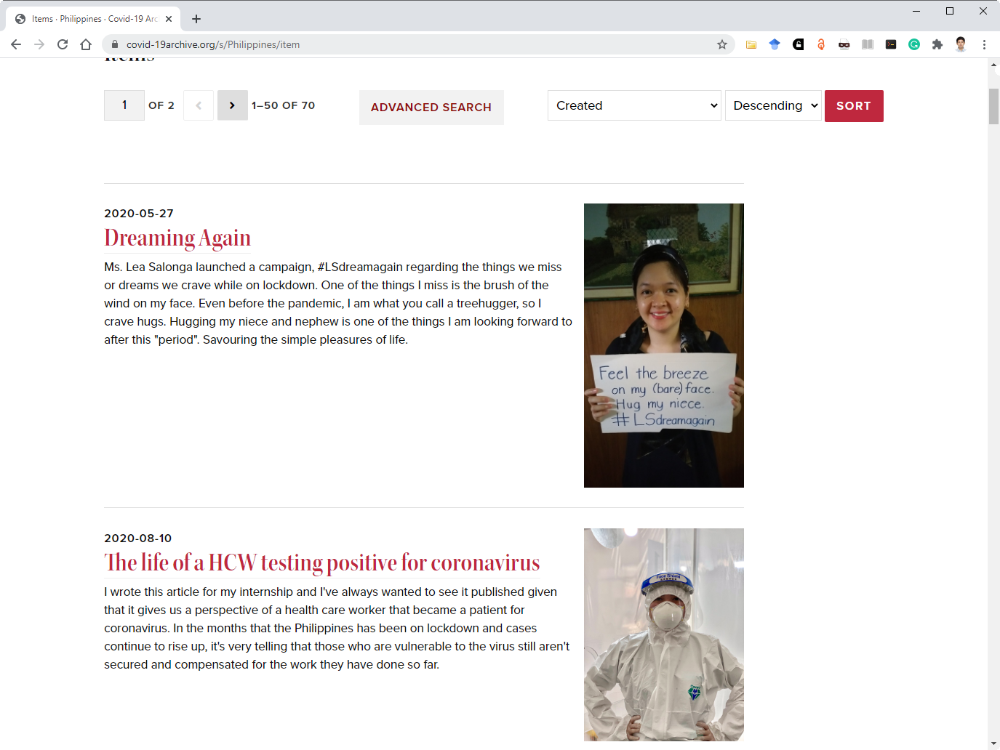 Items · Philippines · Covid-19 Arc
covid-19archive.org/s/Philippines/item
Items
1 OF 2 1–50 OF 70 ADVANCED SEARCH Created Descending SORT
2020-05-27
Dreaming Again
Ms. Lea Salonga launched a campaign, #LSdreamagain regarding the things we miss
or dreams we crave while on lockdown. One of the things I miss is the brush of the
wind on my face. Even before the pandemic, I am what you call a treehugger, so I
crave hugs. Hugging my niece and nephew is one of the things I am looking forward to
after this "period". Savouring the simple pleasures of life.
Feel the breeze
on my (bare) face.
Hug my niece.
# LSdreamagain
2020-08-10
The life of a HCW testing positive for coronavirus
I wrote this article for my internship and I've always wanted to see it published given
that it gives us a perspective of a health care worker that became a patient for
coronavirus. In the months that the Philippines has been on lockdown and cases
continue to rise up, it's very telling that those who are vulnerable to the virus still aren't
secured and compensated for the work they have done so far.
Face Shield